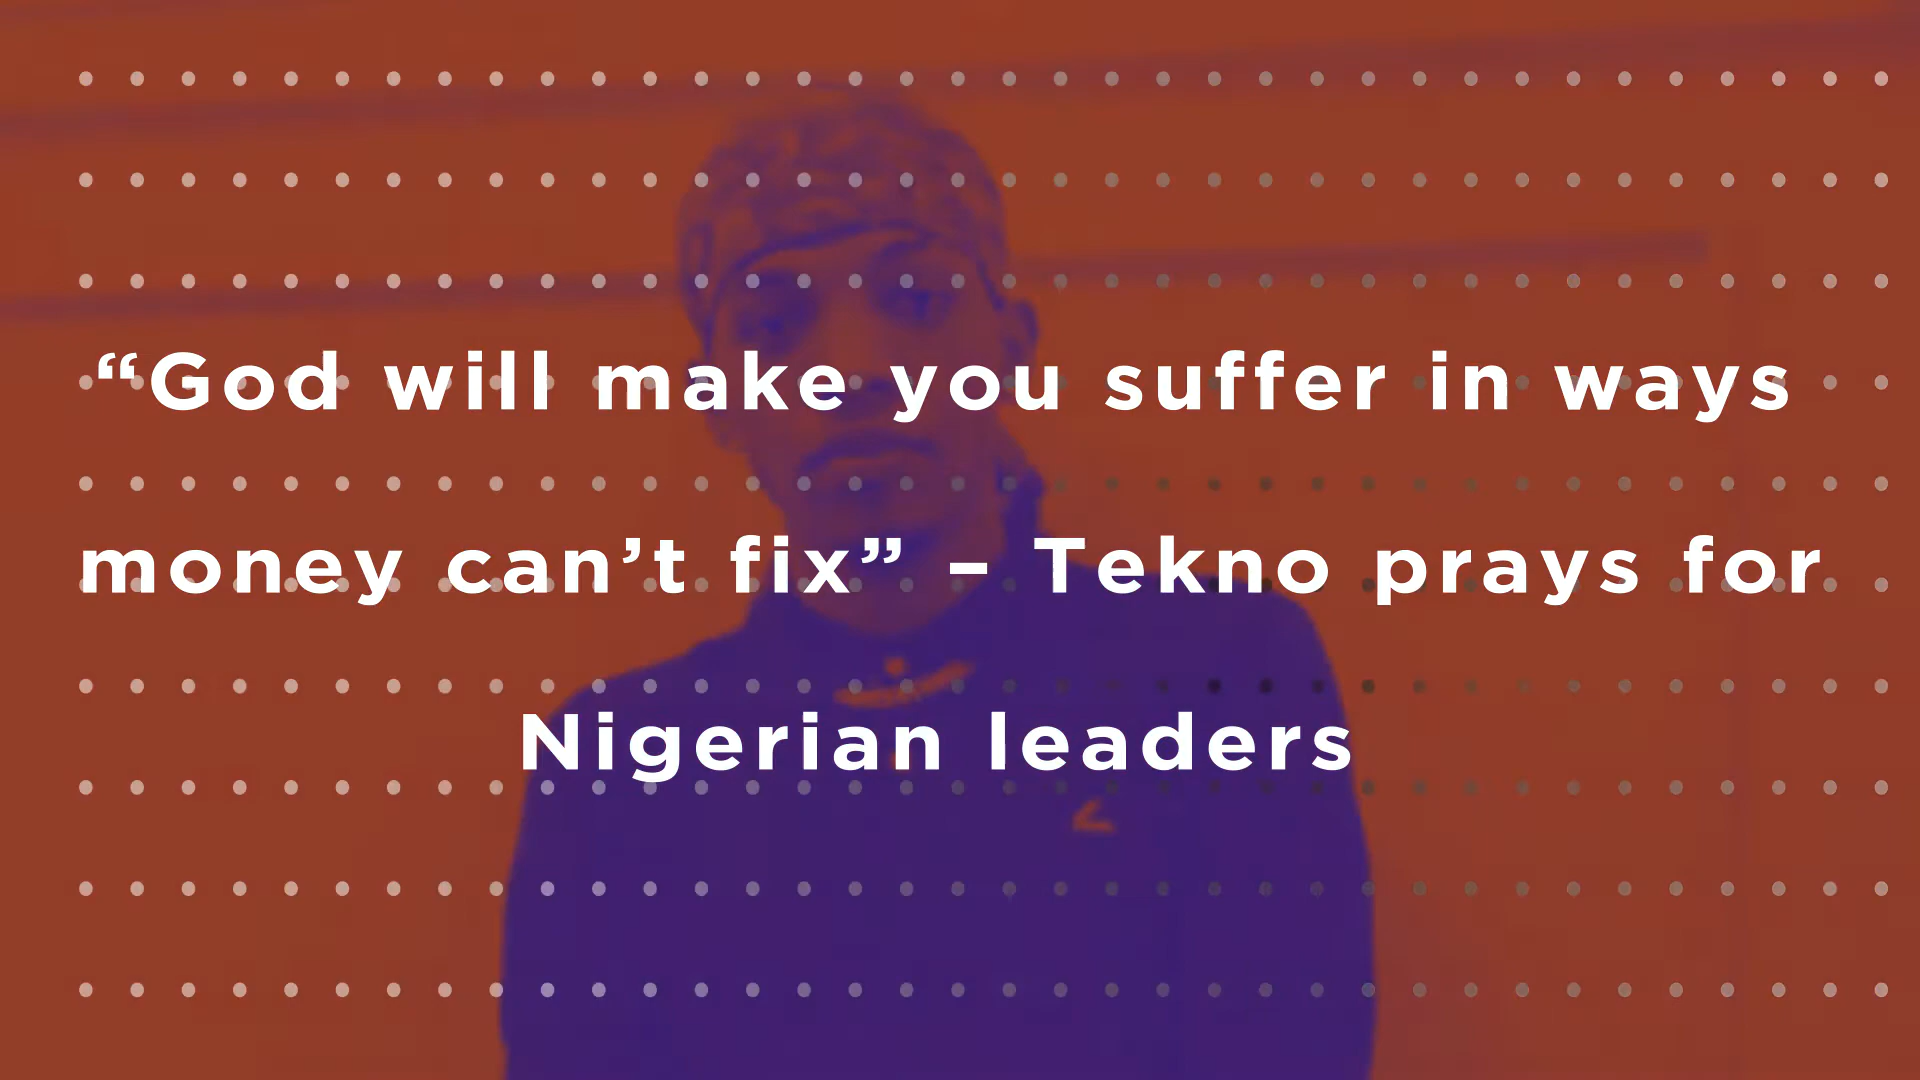 “God will make you suffer in ways
money can’t fix” – Tekno prays for
Nigerian leaders